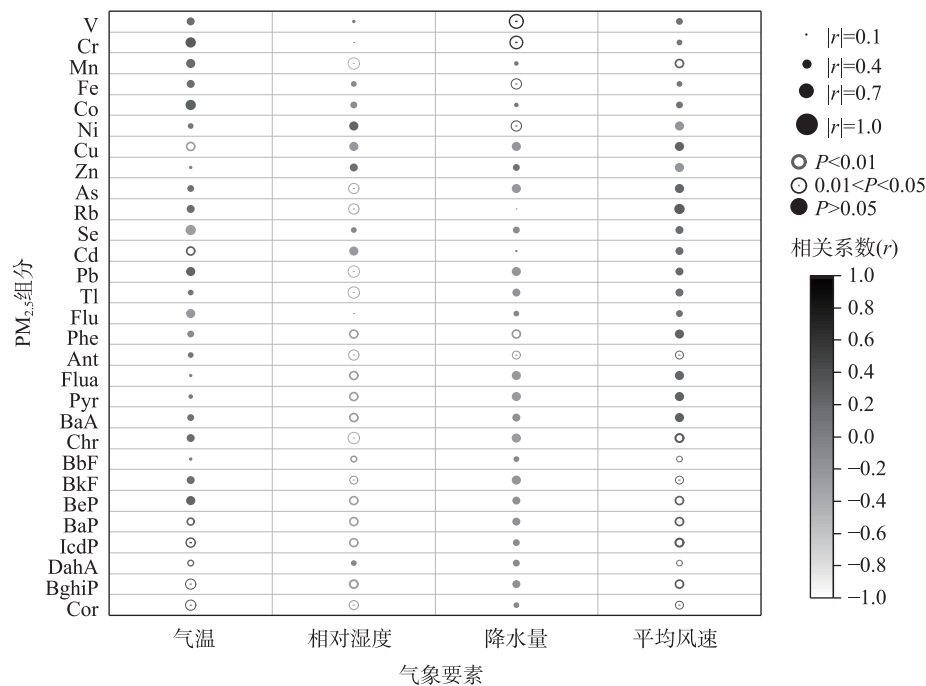 V
Cr
Mn
Fe
Co
Ni
Cu
Zn
As
Rb
Se
Cd
Pb
Tl
Flu
Phe
Ant
Flua
Pyr
BaA
Chr
BbF
BkF
BeP
BaP
IcdP
DahA
BghiP
Cor
PM2.5组分
气温
相对湿度
降水量
平均风速
气象要素
|r|=0.1
|r|=0.4
|r|=0.7
|r|=1.0
P<0.01
0.01<P<0.05
P>0.05
相关系数(r)
1.0
0.8
0.6
0.4
0.2
0.0
−0.2
−0.4
−0.6
−0.8
−1.0